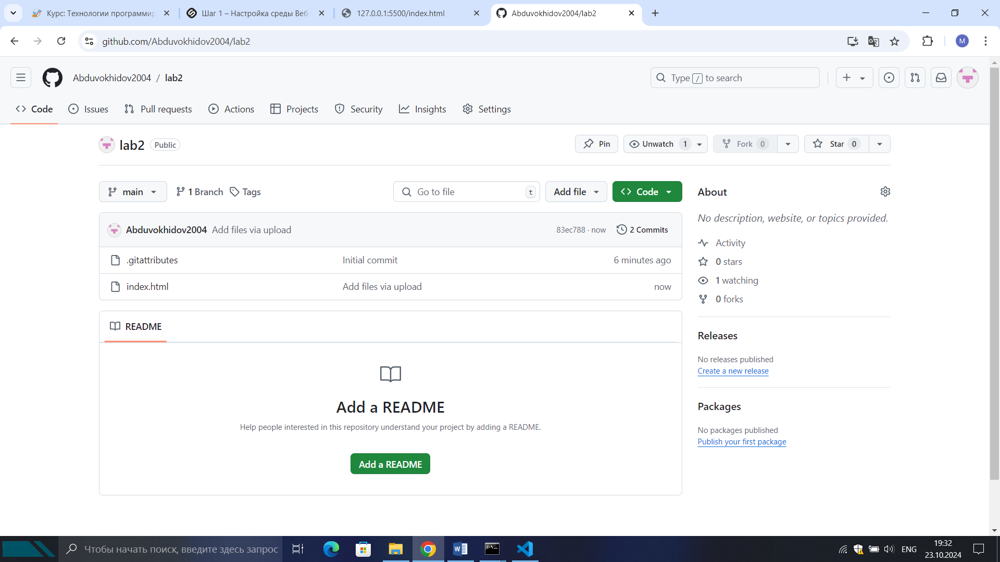 Курс: Технологии программир
Шаг 1 – Настройка среды Веб-
127.0.0.1:5500/index.html
Abduvokhidov2004/lab2
github.com/Abduvokhidov2004/lab2
M
Abduvokhidov2004 / lab2
Type / to search
Code
Issues
Pull requests
Actions
Projects
Security
Insights
Settings
lab2 Public
Pin
Unwatch 1
Fork 0
Star 0
main
1 Branch
Tags
Go to file t
Add file
Code
About
No description, website, or topics provided.
Abduvokhidov2004 Add files via upload 83ec788 · now 2 Commits
.gitattributes Initial commit 6 minutes ago
index.html Add files via upload now
Activity
0 stars
1 watching
0 forks
README
Add a README
Help people interested in this repository understand your project by adding a README.
Add a README
Releases
No releases published
Create a new release
Packages
No packages published
Publish your first package
Чтобы начать поиск, введите здесь запрос
ENG
19:32
23.10.2024